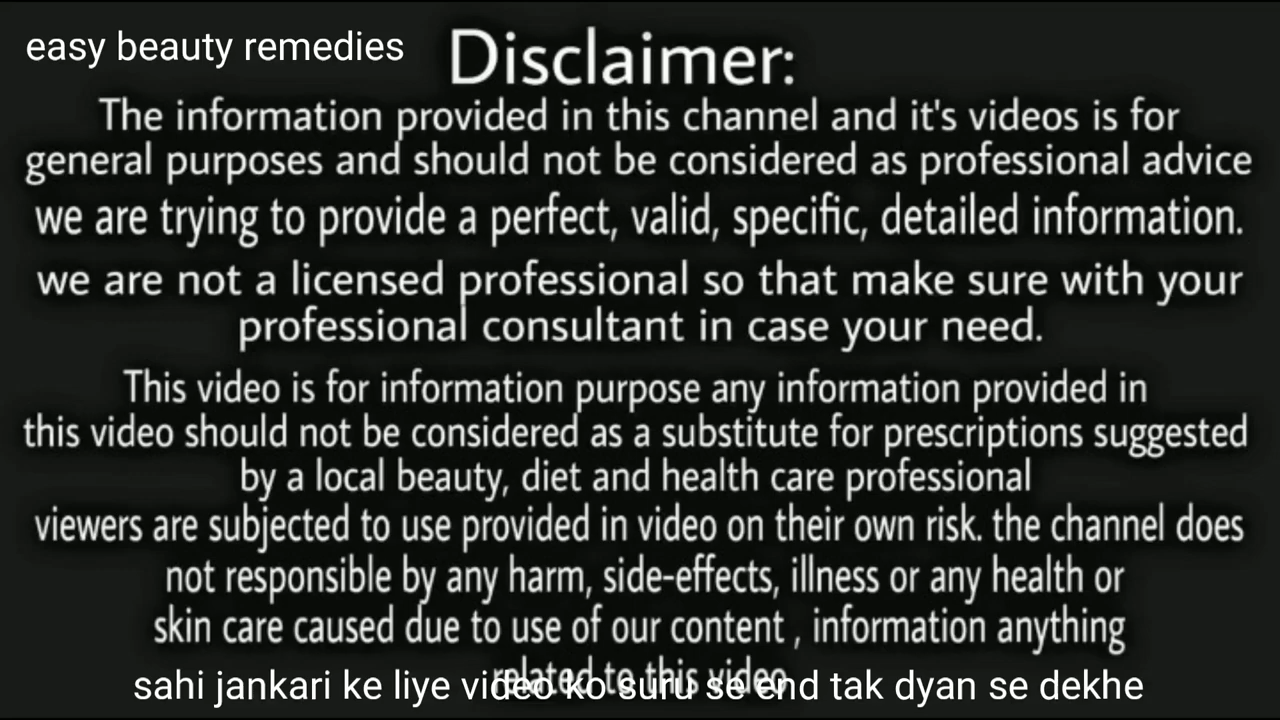 easy beauty remedies
Disclaimer:
The information provided in this channel and it's videos is for
general purposes and should not be considered as professional advice
we are trying to provide a perfect, valid, specific, detailed information.
we are not a licensed professional so that make sure with your
professional consultant in case your need.
This video is for information purpose any information provided in
this video should not be considered as a substitute for prescriptions suggested
by a local beauty, diet and health care professional
viewers are subjected to use provided in video on their own risk. the channel does
not responsible by any harm, side-effects, illness or any health or
skin care caused due to use of our content , information anything
related to this video
sahi jankari ke liye video ko suru se end tak dyan se dekhe